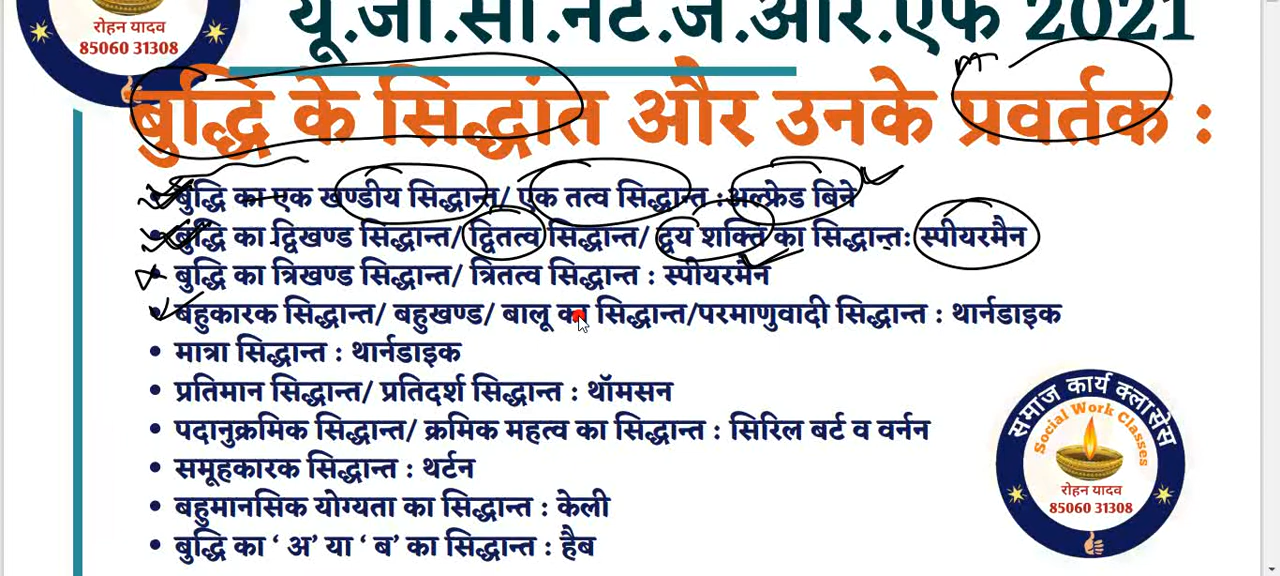 रोहन यादव
85060 31308
यू.जी.सी.नेट.जे.आर.एफ 2021
बुद्धि के सिद्धांत और उनके प्रवर्तक :
• बुद्धि का एक खण्डीय सिद्धान्त/ एक तत्व सिद्धान्त : अल्फ्रेड बिने
• बुद्धि का द्विखण्ड सिद्धान्त/ द्वितत्व सिद्धान्त/ द्वय शक्ति का सिद्धान्त: स्पीयरमैन
• बुद्धि का त्रिखण्ड सिद्धान्त/ त्रितत्व सिद्धान्त : स्पीयरमैन
• बहुकारक सिद्धान्त/ बहुखण्ड/ बालू का सिद्धान्त/परमाणुवादी सिद्धान्त : थार्नडाइक
• मात्रा सिद्धान्त : थार्नडाइक
• प्रतिमान सिद्धान्त/ प्रतिदर्श सिद्धान्त : थॉमसन
• पदानुक्रमिक सिद्धान्त/ क्रमिक महत्व का सिद्धान्त : सिरिल बर्ट व वर्नन
• समूहकारक सिद्धान्त : थर्टन
• बहुमानसिक योग्यता का सिद्धान्त : केली
• बुद्धि का ‘ अ’ या ‘ ब’ का सिद्धान्त : हैब
समाज कार्य क्लासेस
Social Work Classes
रोहन यादव
85060 31308